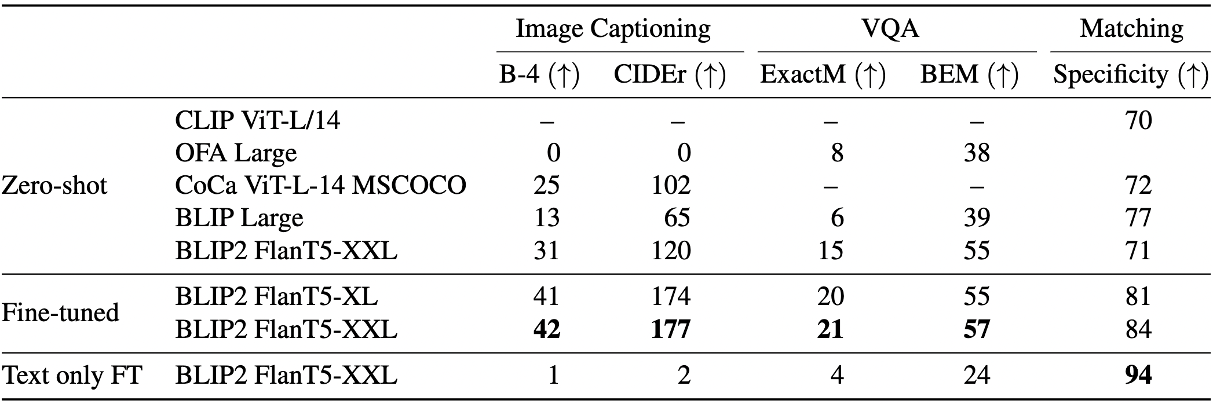 Image Captioning VQA Matching
B-4 (↑) CIDEr (↑) ExactM (↑) BEM (↑) Specificity (↑)
CLIP ViT-L/14 – – – – 70
OFA Large 0 0 8 38
Zero-shot CoCa ViT-L-14 MSCOCO 25 102 – – 72
BLIP Large 13 65 6 39 77
BLIP2 FlanT5-XXL 31 120 15 55 71
Fine-tuned BLIP2 FlanT5-XL 41 174 20 55 81
BLIP2 FlanT5-XXL 42 177 21 57 84
Text only FT BLIP2 FlanT5-XXL 1 2 4 24 94